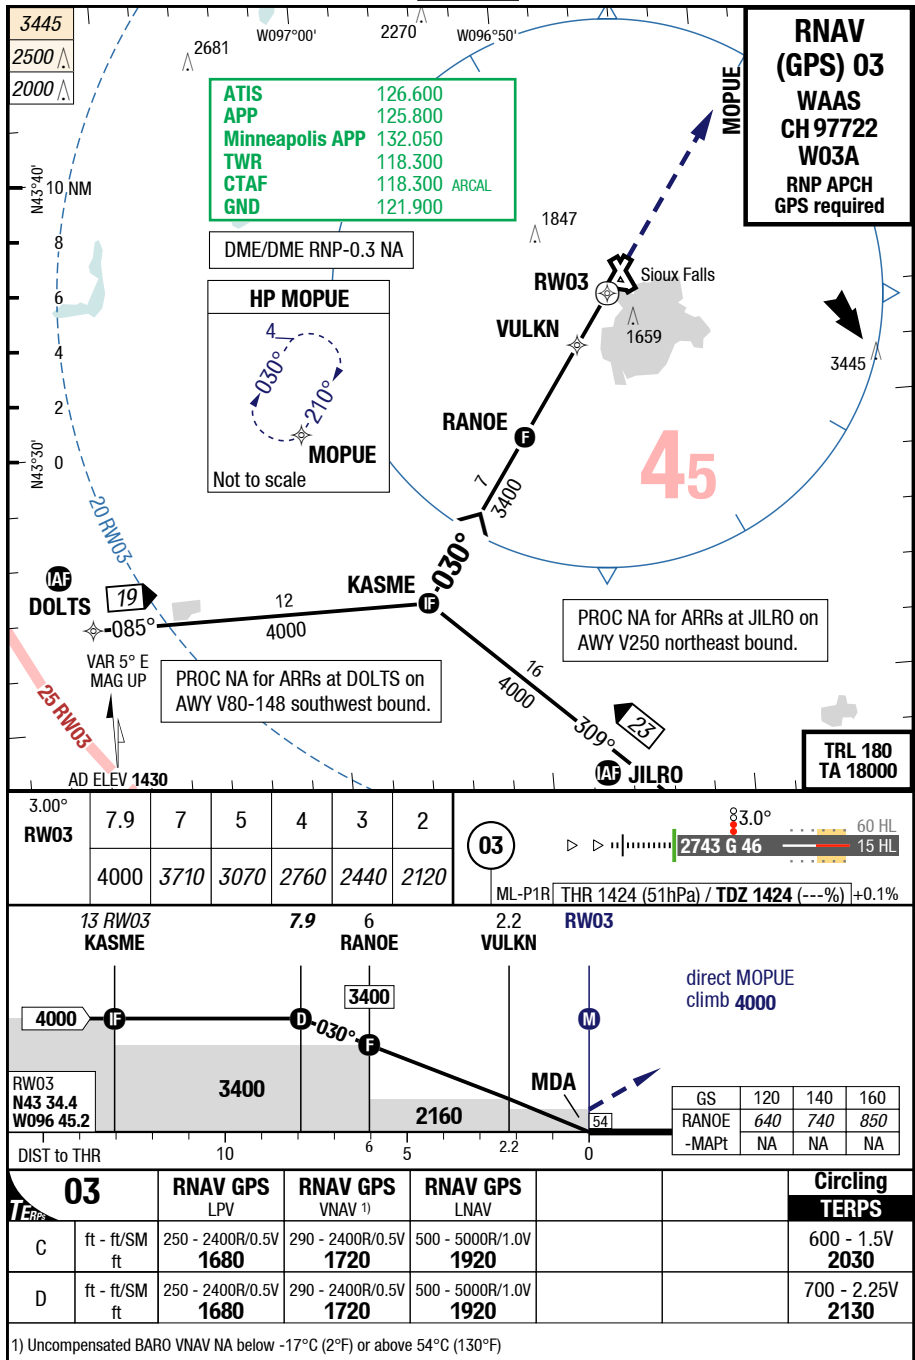 3445
2500
2000
2681
W097°00'
2270
W096°50'
MOPUE
RNAV
(GPS) 03
WAAS
CH 97722
W03A
RNP APCH
GPS required
ATIS 126.600
APP 125.800
Minneapolis APP 132.050
TWR 118.300
CTAF 118.300 ARCAL
GND 121.900
N43°40'
10 NM
8
6
4
2
0
N43°30'
DME/DME RNP-0.3 NA
1847
HP MOPUE
4
030°
210°
MOPUE
Not to scale
RW03
Sioux Falls
VULKN
1659
3445
RANOE
F
45
7
3400
20 RW03
030°
IAF
DOLTS
19
085°
12
4000
KASME
IF
PROC NA for ARRs at JILRO on
AWY V250 northeast bound.
VAR 5° E
MAG UP
PROC NA for ARRs at DOLTS on
AWY V80-148 southwest bound.
16
4000
25 RW03
309°
23
IAF JILRO
AD ELEV 1430
TRL 180
TA 18000
3.00°
RW03
7.9 7 5 4 3 2
4000 3710 3070 2760 2440 2120
03
3.0°
60 HL
2743 G 46
15 HL
ML-P1R THR 1424 (51hPa) / TDZ 1424 (---%) +0.1%
13 RW03 7.9 6 2.2 RW03
KASME RANOE VULKN
3400
direct MOPUE
climb 4000
4000
IF
D
030°
F
M
RW03
N43 34.4
W096 45.2
3400
2160
MDA
54
GS 120 140 160
RANOE 640 740 850
-MAPt NA NA NA
DIST to THR 10 6 5 2.2 0
TERPS
03
RNAV GPS RNAV GPS RNAV GPS Circling
LPV VNAV 1) LNAV TERPS
C ft - ft/SM 250 - 2400R/0.5V 290 - 2400R/0.5V 500 - 5000R/1.0V 600 - 1.5V
ft 1680 1720 1920 2030
D ft - ft/SM 250 - 2400R/0.5V 290 - 2400R/0.5V 500 - 5000R/1.0V 700 - 2.25V
ft 1680 1720 1920 2130
1) Uncompensated BARO VNAV NA below -17°C (2°F) or above 54°C (130°F)